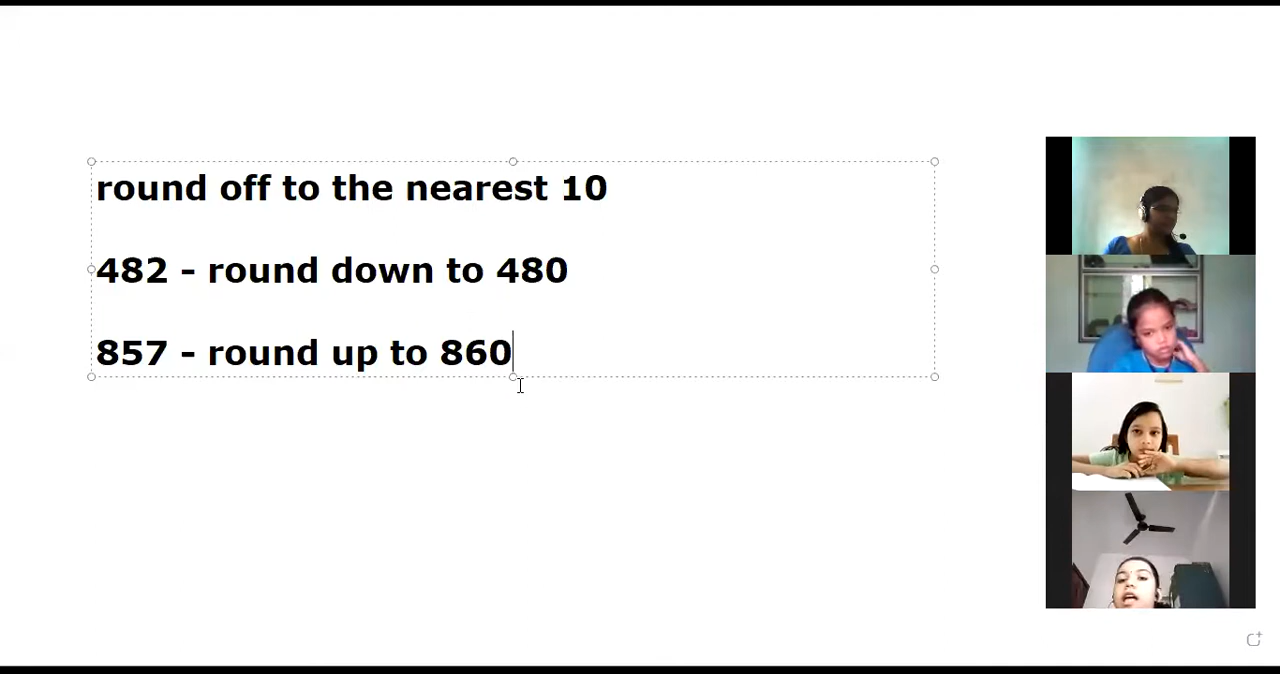 round off to the nearest 10
482 - round down to 480
857 - round up to 860